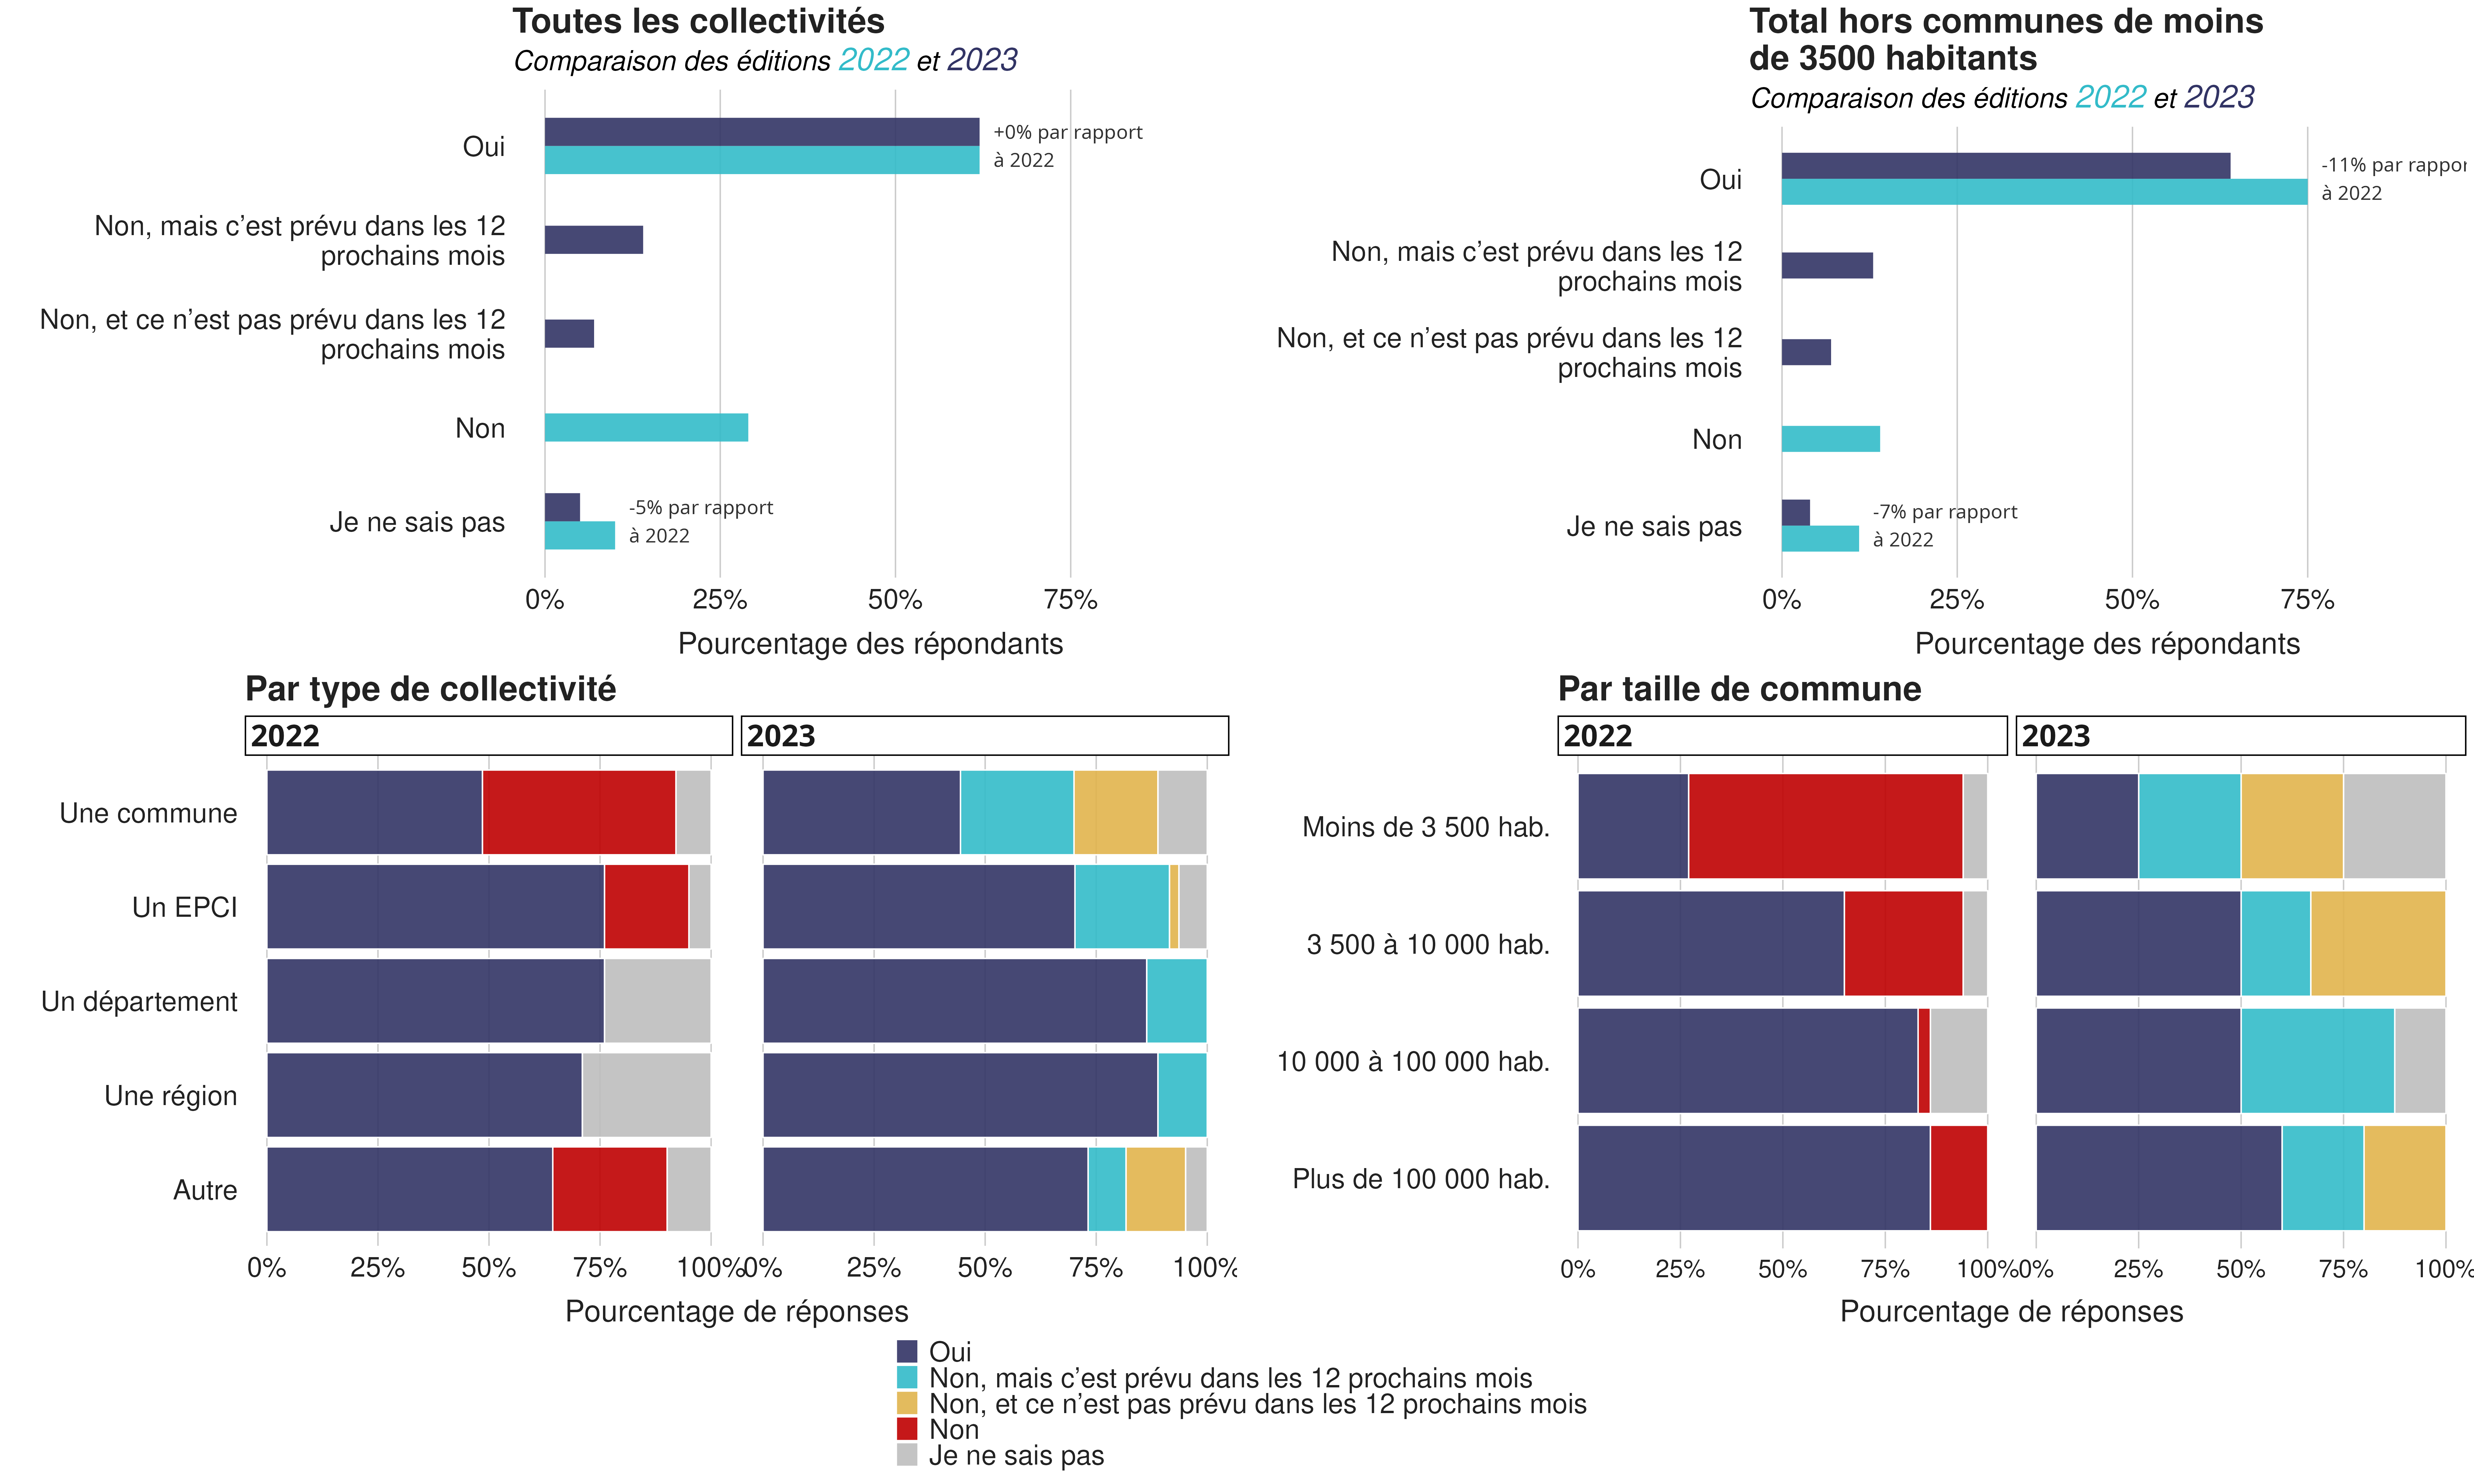 Toutes les collectivités
Comparaison des éditions 2022 et 2023
Oui
+0% par rapport
à 2022
Non, mais c’est prévu dans les 12
prochains mois
Non, et ce n’est pas prévu dans les 12
prochains mois
Non
Je ne sais pas
-5% par rapport
à 2022
0% 25% 50% 75%
Pourcentage des répondants
Total hors communes de moins
de 3500 habitants
Comparaison des éditions 2022 et 2023
Oui
-11% par rappor
à 2022
Non, mais c’est prévu dans les 12
prochains mois
Non, et ce n’est pas prévu dans les 12
prochains mois
Non
Je ne sais pas
-7% par rapport
à 2022
0% 25% 50% 75%
Pourcentage des répondants
Par type de collectivité
2022 2023
Une commune
Un EPCI
Un département
Une région
Autre
0% 25% 50% 75% 100% 0% 25% 50% 75% 100%
Pourcentage de réponses
Par taille de commune
2022 2023
Moins de 3 500 hab.
3 500 à 10 000 hab.
10 000 à 100 000 hab.
Plus de 100 000 hab.
0% 25% 50% 75% 100% 0% 25% 50% 75% 100%
Pourcentage de réponses
Oui
Non, mais c’est prévu dans les 12 prochains mois
Non, et ce n’est pas prévu dans les 12 prochains mois
Non
Je ne sais pas